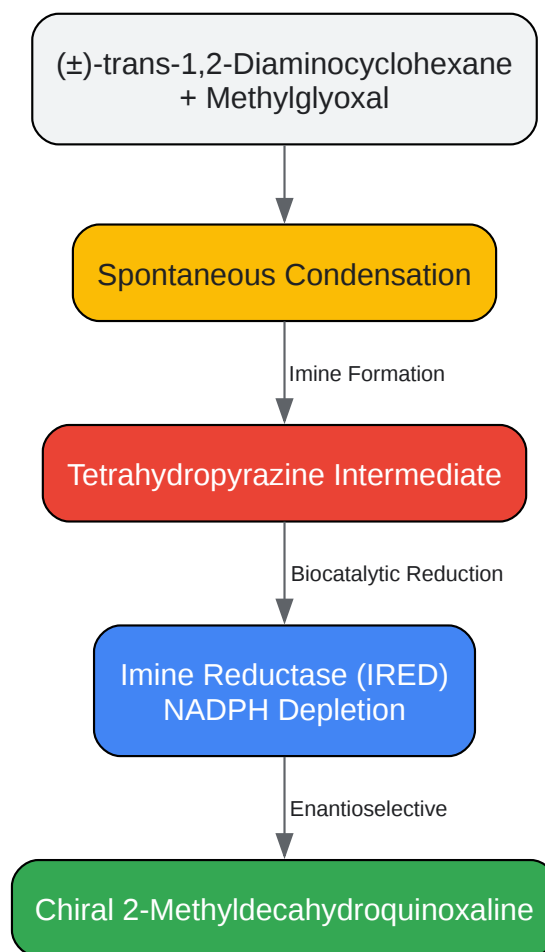 (±)-trans-1,2-Diaminocyclohexane
+ Methylglyoxal
Spontaneous Condensation
Imine Formation
Tetrahydropyrazine Intermediate
Biocatalytic Reduction
Imine Reductase (IRED)
NADPH Depletion
Enantioselective
Chiral 2-Methyldecahydroquinoxaline